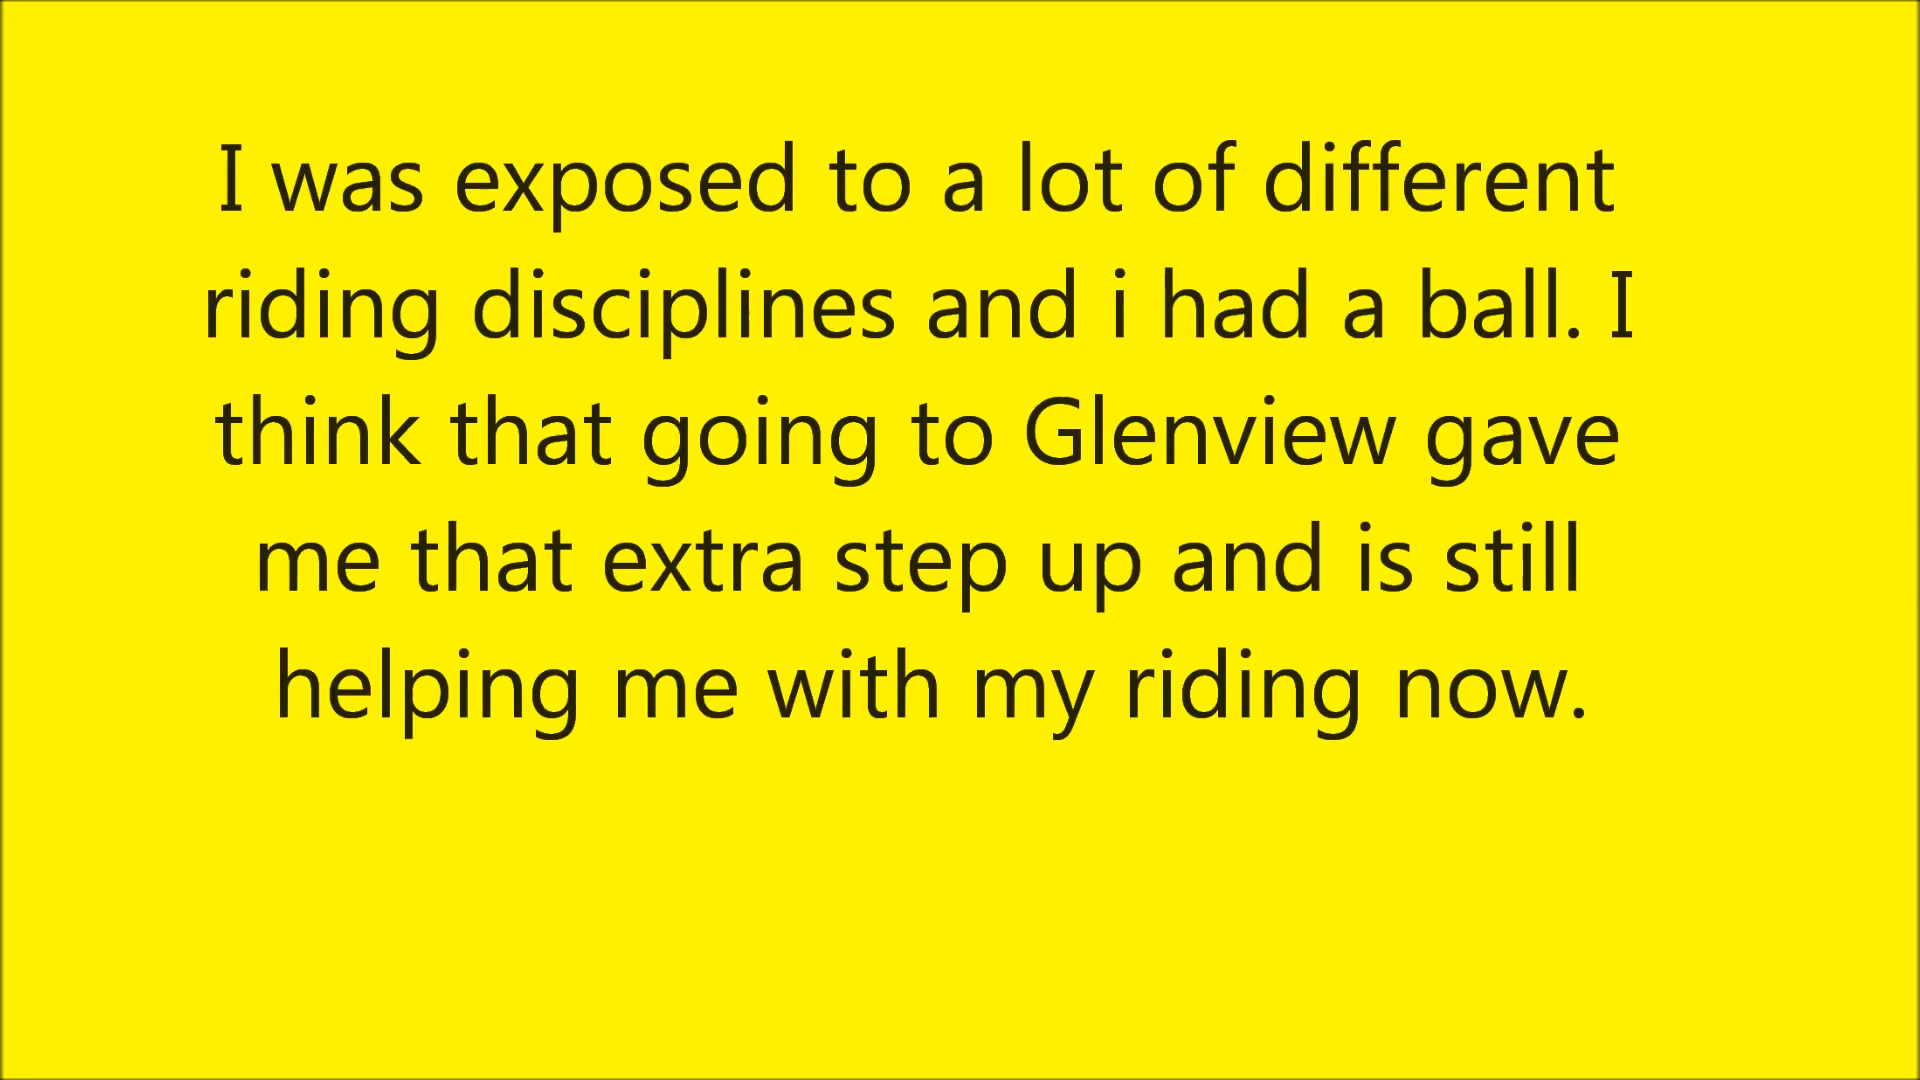 I was exposed to a lot of different
riding disciplines and i had a ball. I
think that going to Glenview gave
me that extra step up and is still
helping me with my riding now.